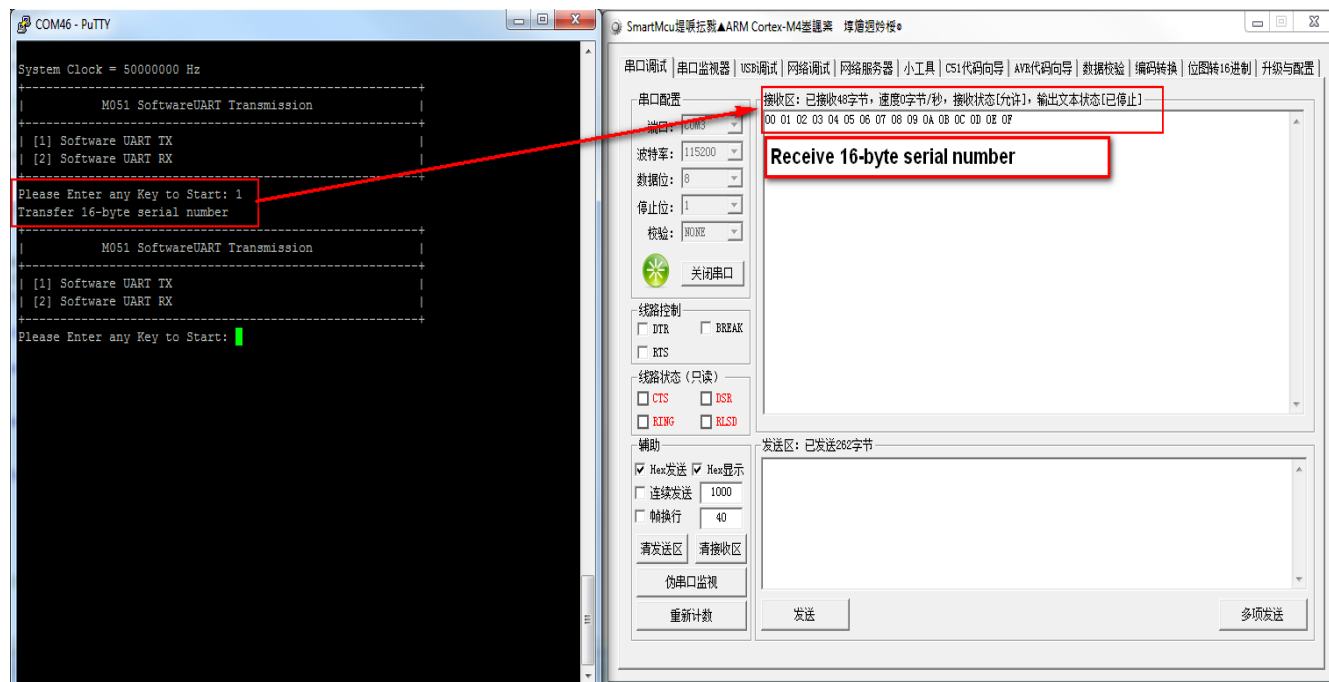 COM46 - PuTTY
System Clock = 50000000 Hz
+------------------------------------------------------+
| M051 SoftwareUART Transmission |
+------------------------------------------------------+
| [1] Software UART TX |
| [2] Software UART RX |
+------------------------------------------------------+
Please Enter any Key to Start: 1
Transfer 16-byte serial number
+------------------------------------------------------+
| M051 SoftwareUART Transmission |
+------------------------------------------------------+
| [1] Software UART TX |
| [2] Software UART RX |
+------------------------------------------------------+
Please Enter any Key to Start:
SmartMcu ▲ARM Cortex-M4
串口调试 串口监视器 USB调试 网络调试 网络服务器 小工具 C51代码向导 AVR代码向导 数据校验 编码转换 位图转16进制 升级与配置
串口配置
端口: COM3
波特率: 115200
数据位: 8
停止位: 1
校验: NONE
关闭串口
线路控制
DTR BREAK
RTS
线路状态(只读)
CTS DSR
RING RLSD
辅助
Hex发送 Hex显示
连续发送 1000
帧换行 40
清发送区 清接收区
伪串口监视
重新计数
接收区: 已接收48字节, 速度0字节/秒, 接收状态[允许], 输出文本状态[已停止]
00 01 02 03 04 05 06 07 08 09 0A 0B 0C 0D 0E 0F
Receive 16-byte serial number
发送区: 已发送262字节
发送
多项发送